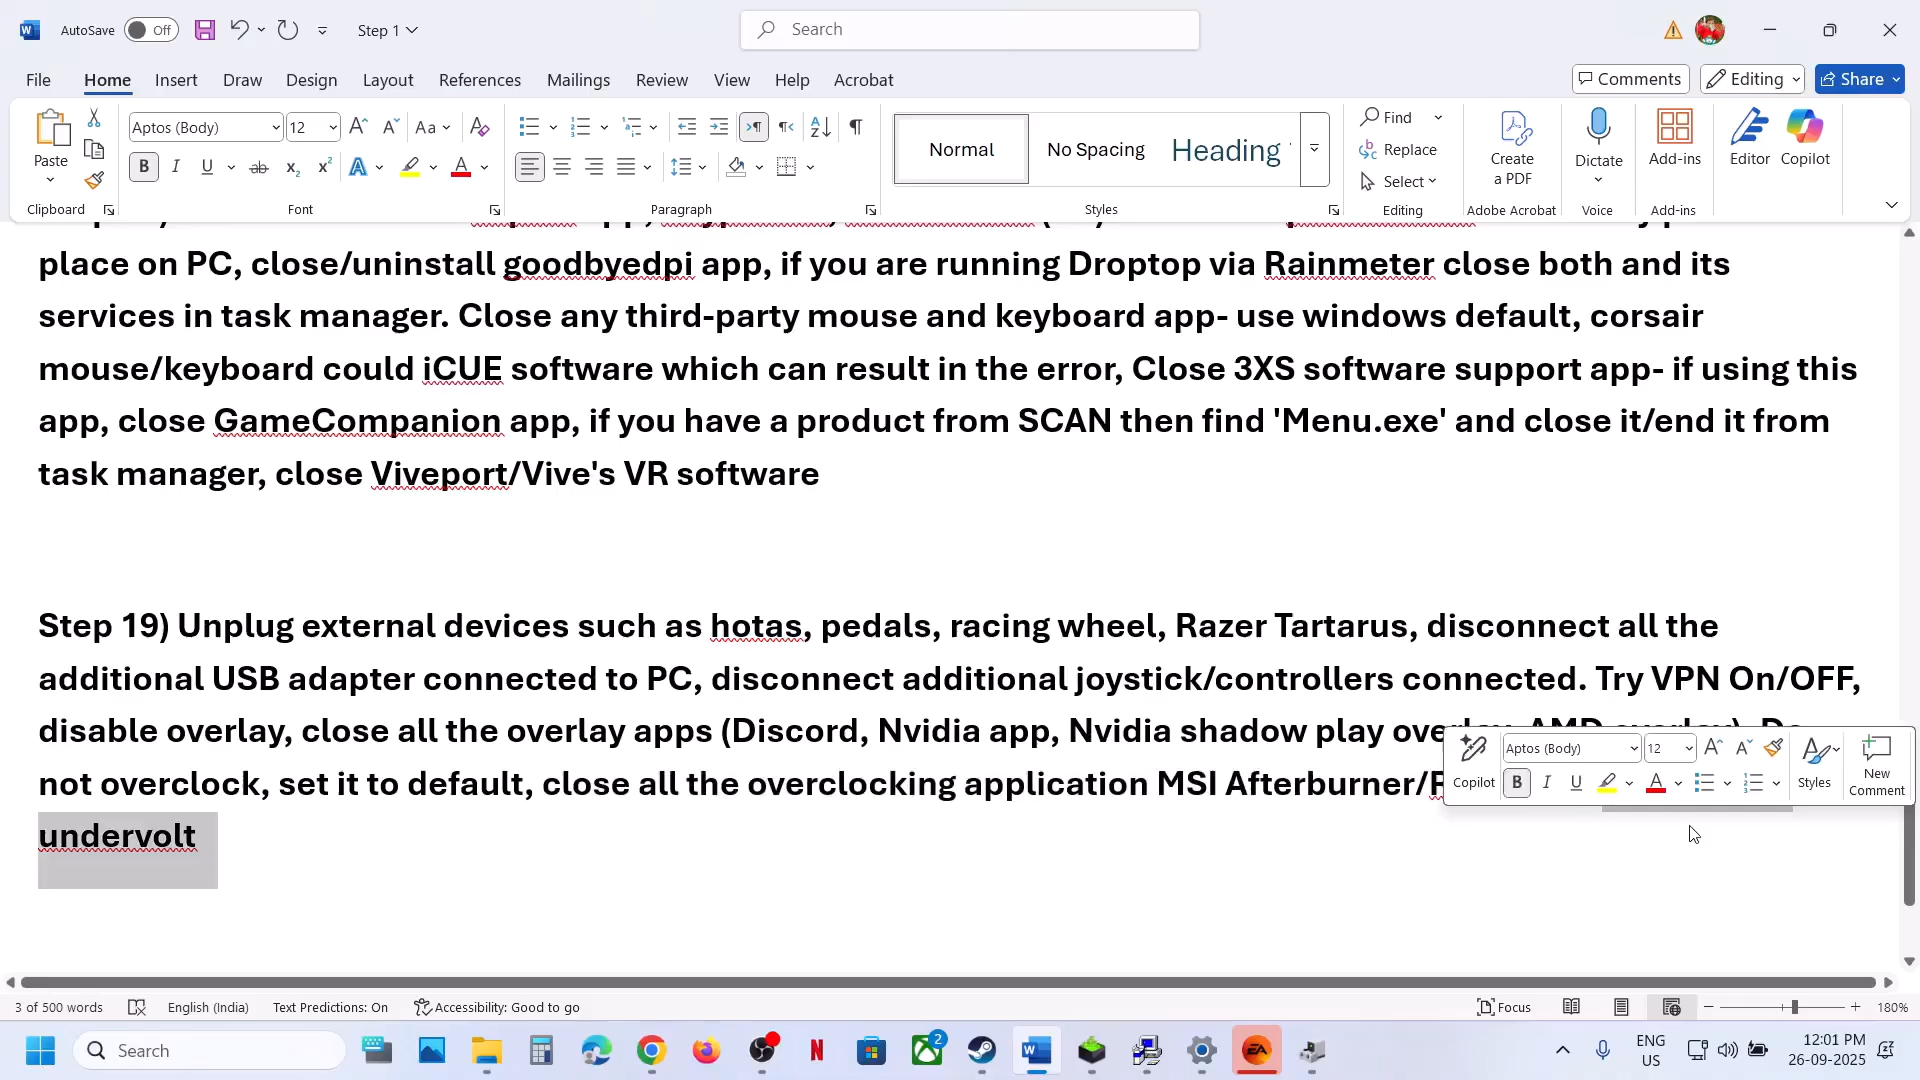 AutoSave
Off
Step 1
Search
File
Home
Insert
Draw
Design
Layout
References
Mailings
Review
View
Help
Acrobat
Comments
Editing
Share
Paste
Aptos (Body)
12
Normal
No Spacing
Heading
Find
Replace
Select
Create
a PDF
Dictate
Add-ins
Editor
Copilot
Clipboard
Font
Paragraph
Styles
Editing
Adobe Acrobat
Voice
Add-ins
place on PC, close/uninstall goodbyedpi app, if you are running Droptop via Rainmeter close both and its
services in task manager. Close any third-party mouse and keyboard app- use windows default, corsair
mouse/keyboard could iCUE software which can result in the error, Close 3XS software support app- if using this
app, close GameCompanion app, if you have a product from SCAN then find 'Menu.exe' and close it/end it from
task manager, close Viveport/Vive's VR software
Step 19) Unplug external devices such as hotas, pedals, racing wheel, Razer Tartarus, disconnect all the
additional USB adapter connected to PC, disconnect additional joystick/controllers connected. Try VPN On/OFF,
disable overlay, close all the overlay apps (Discord, Nvidia app, Nvidia shadow play overlay, AMD overlay). Do
not overclock, set it to default, close all the overclocking application MSI Afterburner/
undervolt
Aptos (Body)
12
Copilot
Styles
New
Comment
3 of 500 words
English (India)
Text Predictions: On
Accessibility: Good to go
Focus
180%
Search
2
ENG
US
12:01 PM
26-09-2025